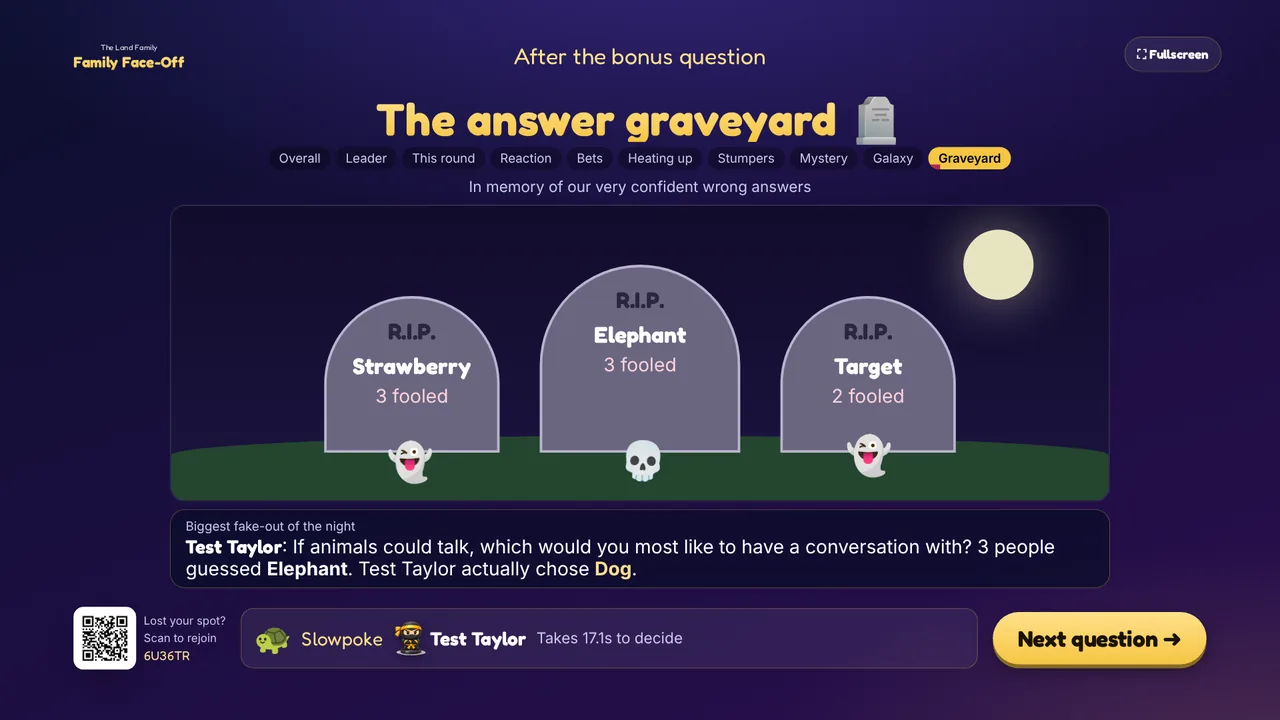 The Land Family
Family Face-Off
After the bonus question
Fullscreen
The answer graveyard
Overall
Leader
This round
Reaction
Bets
Heating up
Stumpers
Mystery
Galaxy
Graveyard
In memory of our very confident wrong answers
R.I.P.
Strawberry
3 fooled
R.I.P.
Elephant
3 fooled
R.I.P.
Target
2 fooled
Biggest fake-out of the night
Test Taylor: If animals could talk, which would you most like to have a conversation with? 3 people
guessed Elephant. Test Taylor actually chose Dog.
Lost your spot?
Scan to rejoin
6U36TR
Slowpoke Test Taylor Takes 17.1s to decide
Next question →